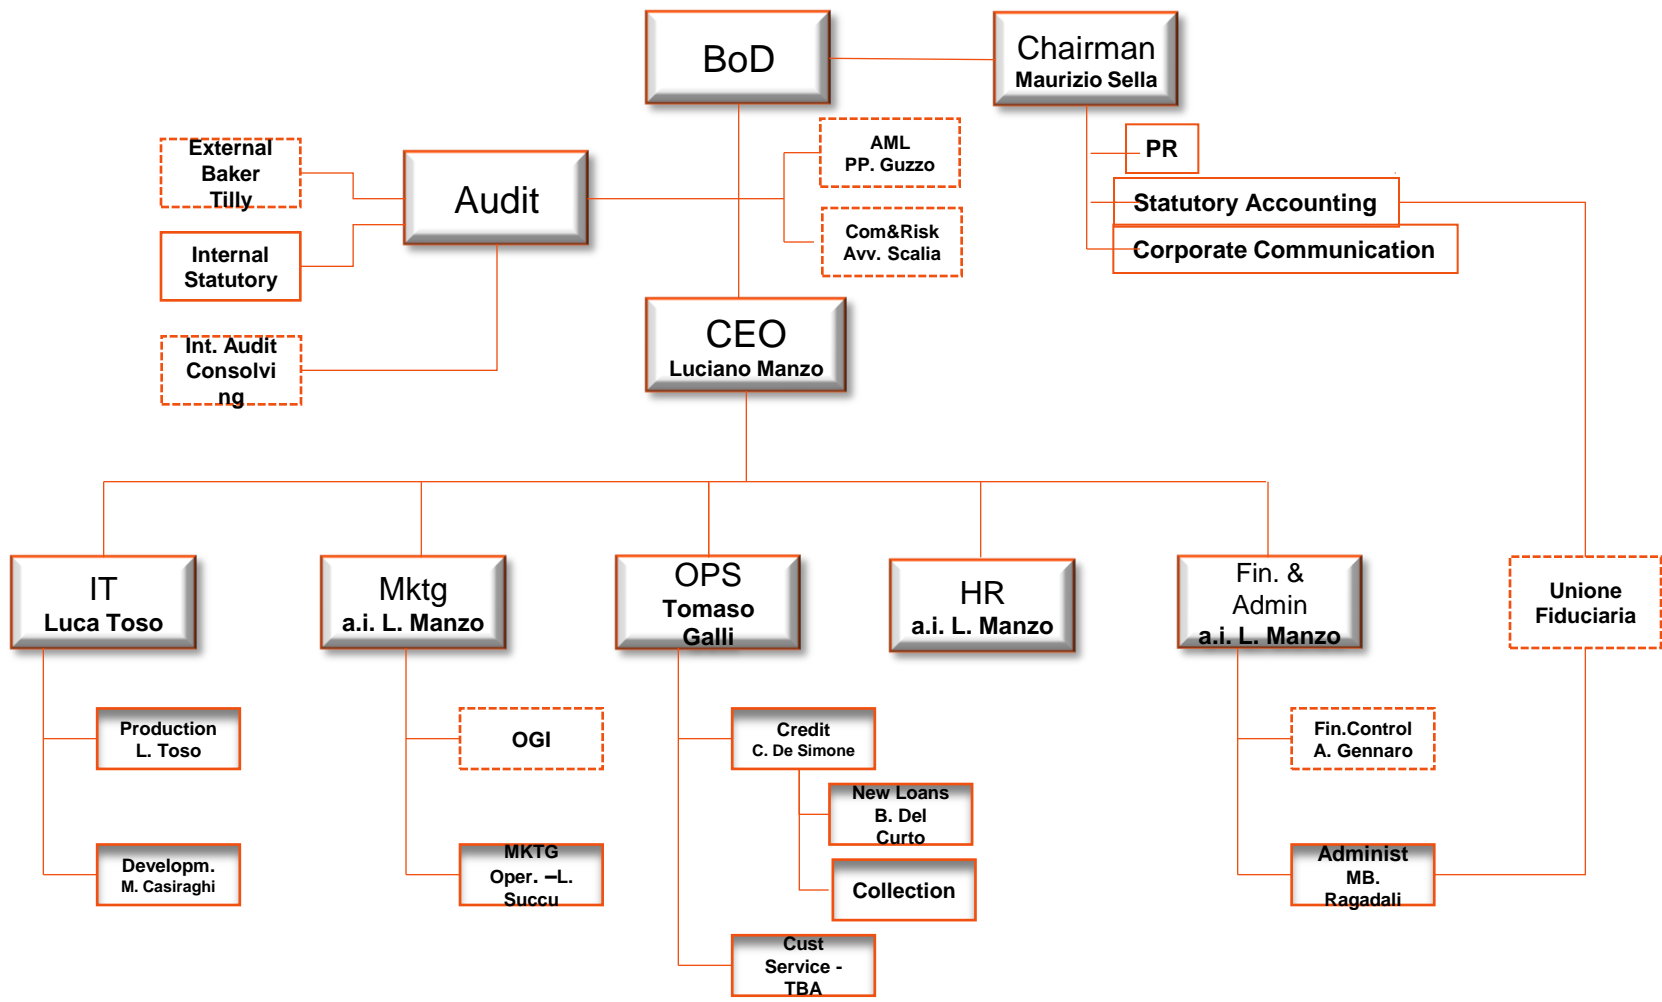 BoD
Chairman
Maurizio Sella
External
Baker
Tilly
Audit
AML
PP. Guzzo
PR
Statutory Accounting
Internal
Statutory
Com&Risk
Avv. Scalia
Corporate Communication
Int. Audit
Consolvi
ng
CEO
Luciano Manzo
IT
Luca Toso
Mktg
a.i. L. Manzo
OPS
Tomaso
Galli
HR
a.i. L. Manzo
Fin. &
Admin
a.i. L. Manzo
Unione
Fiduciaria
Production
L. Toso
OGI
Credit
C. De Simone
Fin.Control
A. Gennaro
New Loans
B. Del
Curto
Developm.
M. Casiraghi
MKTG
Oper. –L.
Succu
Collection
Administ
MB.
Ragadali
Cust
Service -
TBA